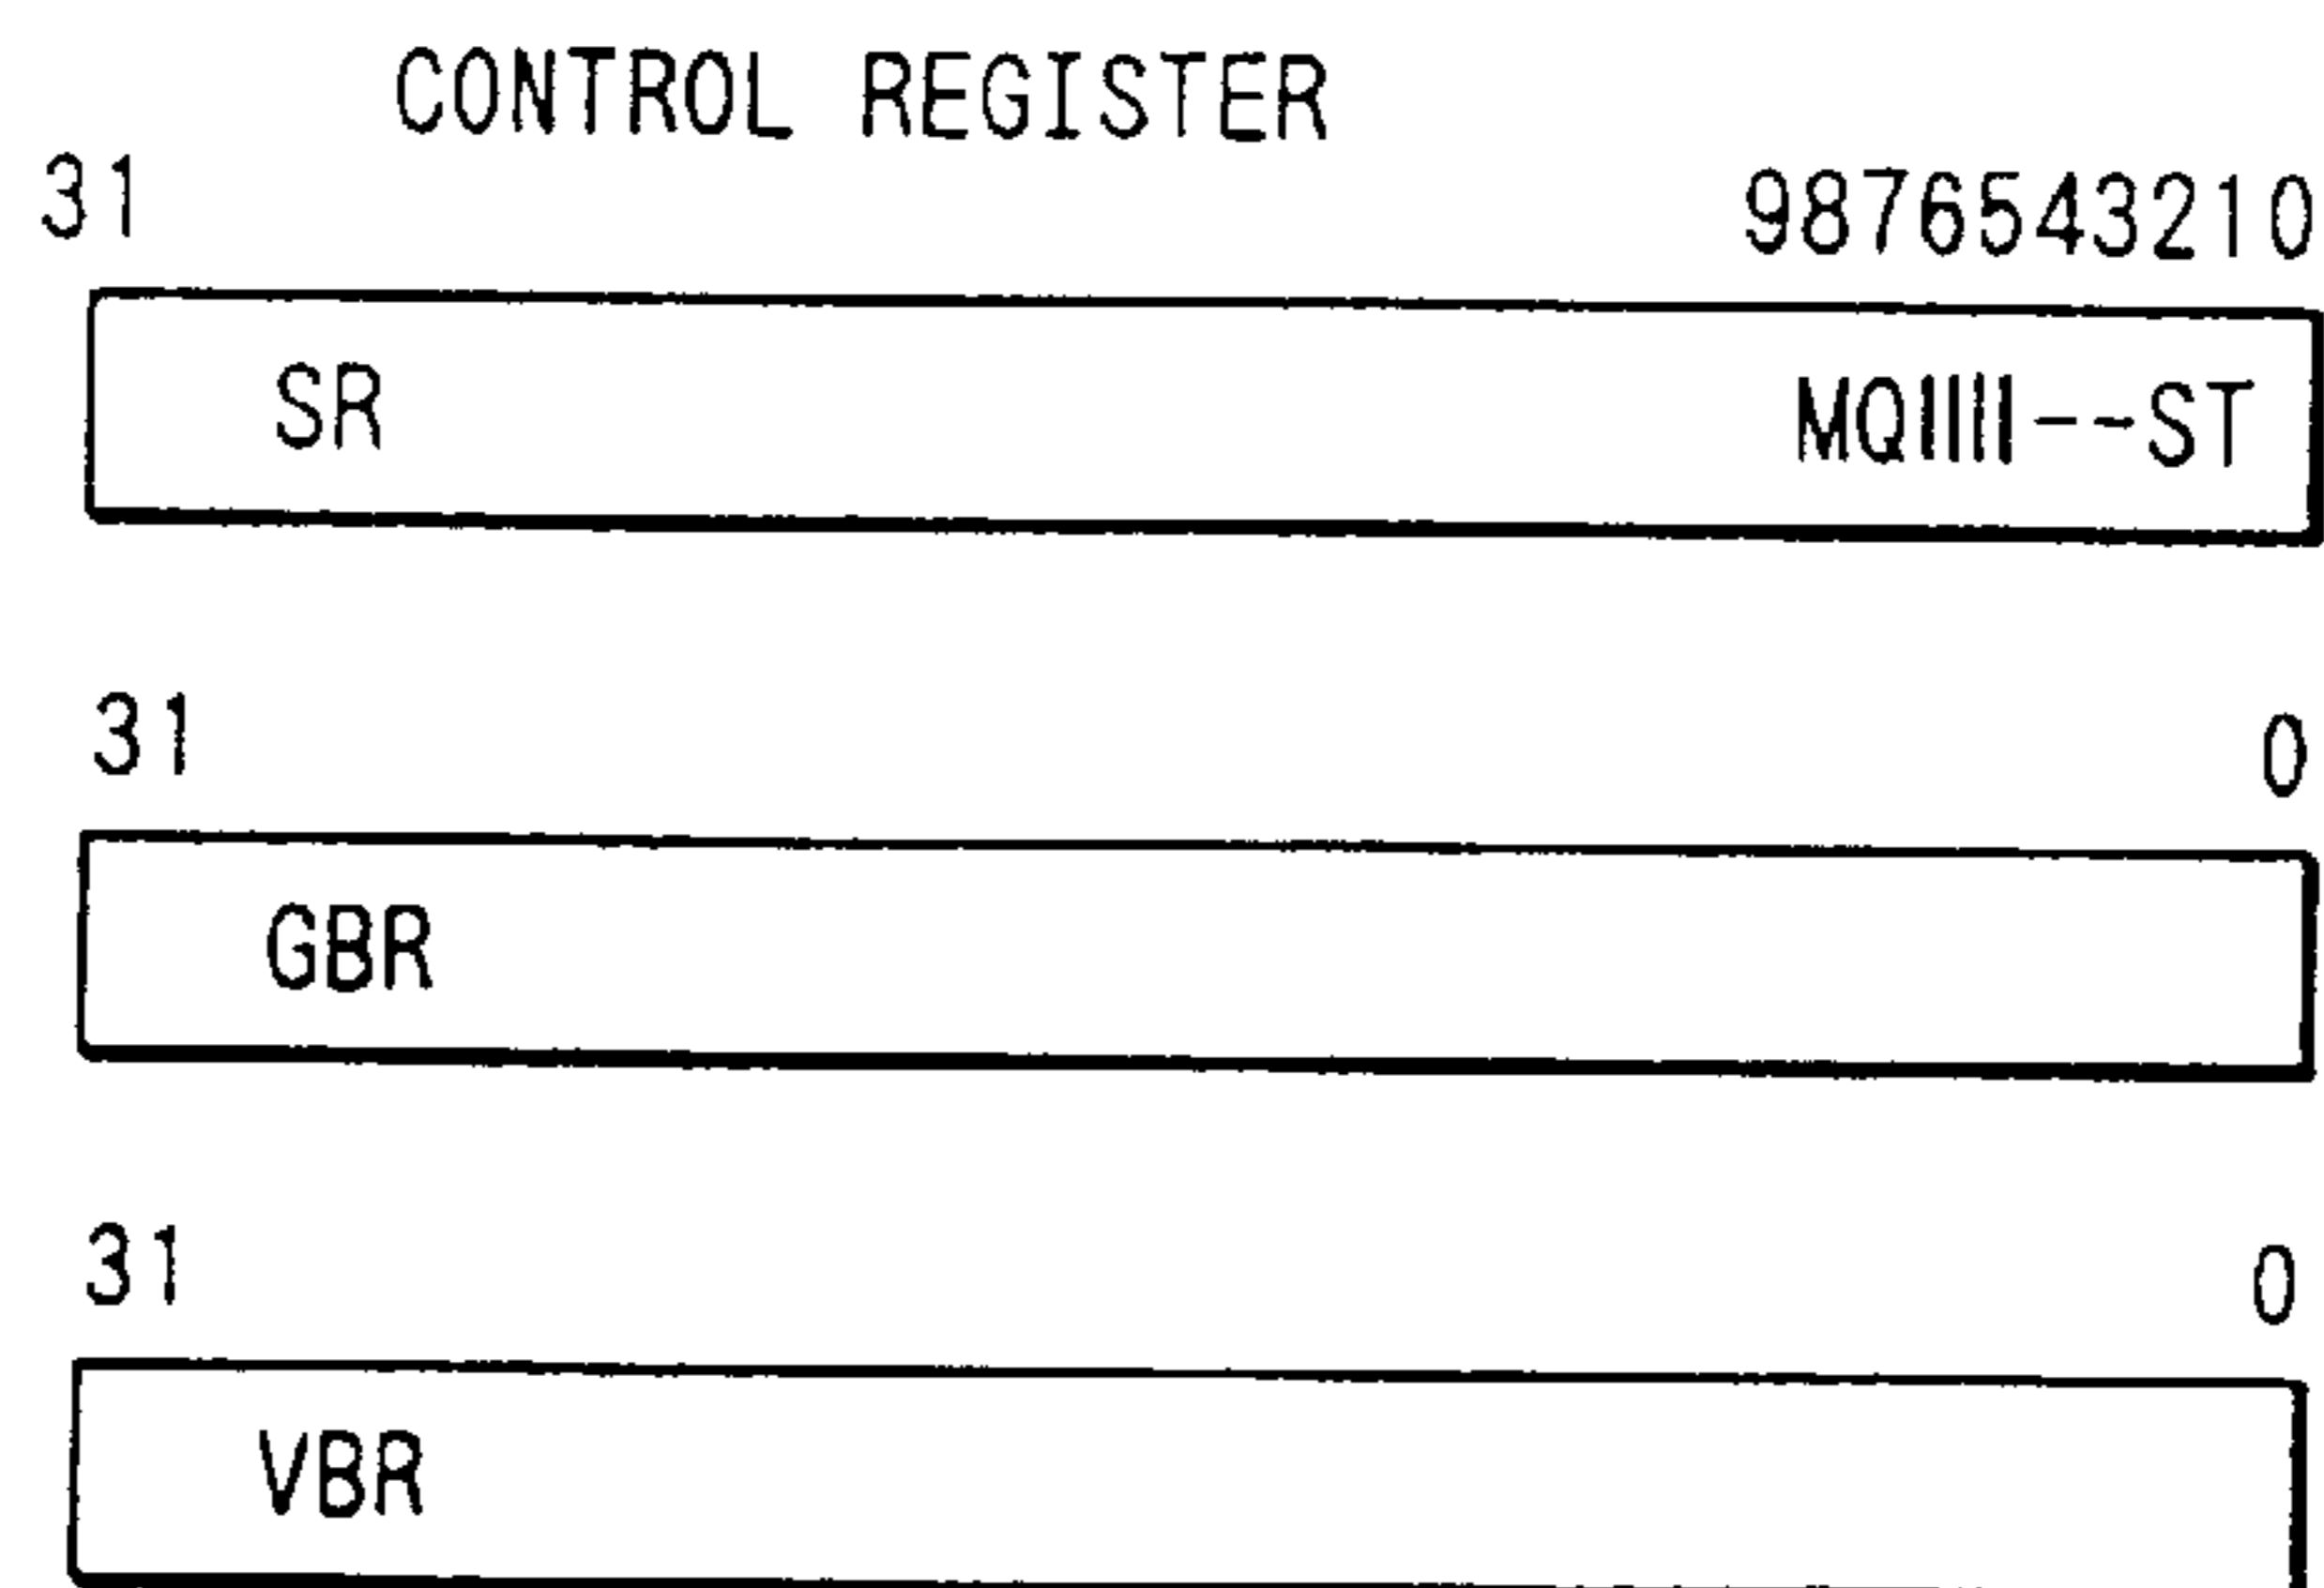 CONTROL REGISTER
31 9876543210
SR MQIIII--ST
31 0
GBR
31 0
VBR